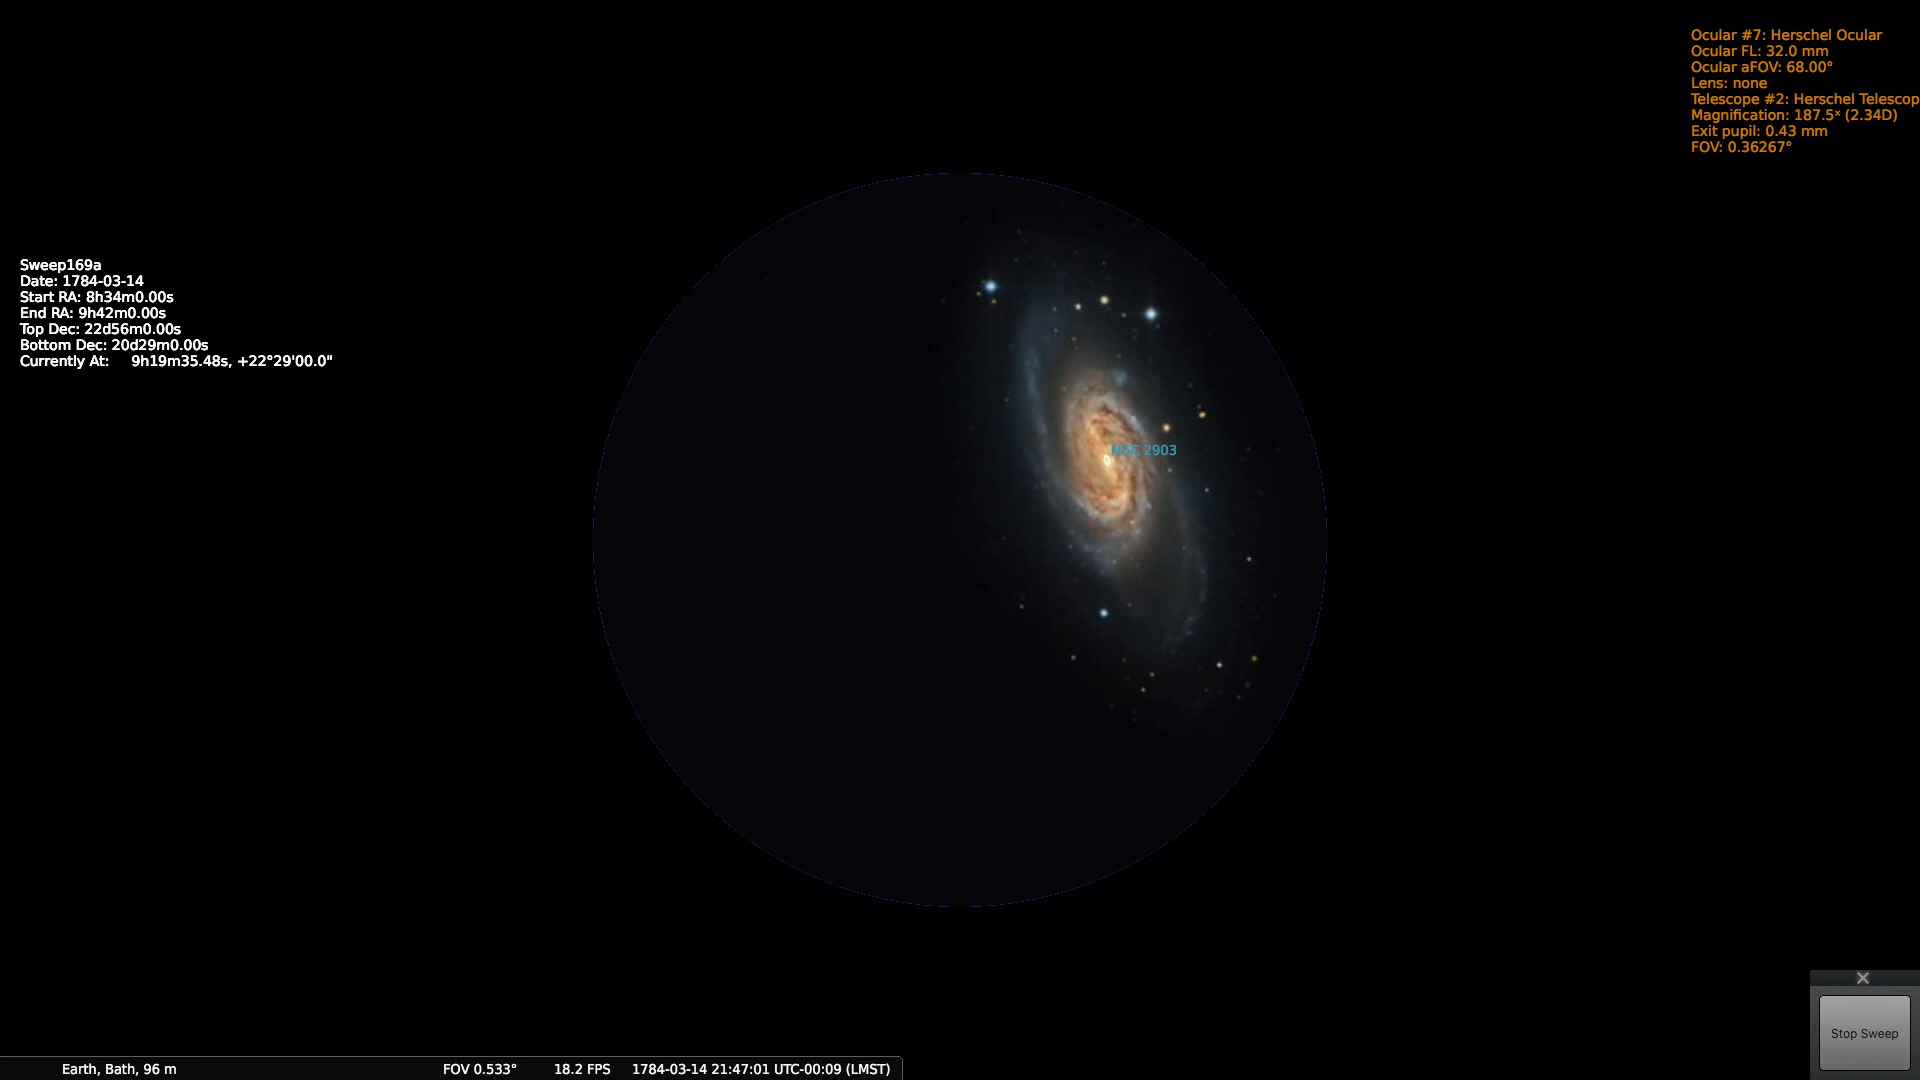 Ocular #7: Herschel Ocular
Ocular FL: 32.0 mm
Ocular aFOV: 68.00°
Lens: none
Telescope #2: Herschel Telescop
Magnification: 187.5ˣ (2.34D)
Exit pupil: 0.43 mm
FOV: 0.36267°
Sweep169a
Date: 1784-03-14
Start RA: 8h34m0.00s
End RA: 9h42m0.00s
Top Dec: 22d56m0.00s
Bottom Dec: 20d29m0.00s
Currently At: 9h19m35.48s, +22°29'00.0"
NGC 2903
Stop Sweep
Earth, Bath, 96 m FOV 0.533° 18.2 FPS 1784-03-14 21:47:01 UTC-00:09 (LMST)